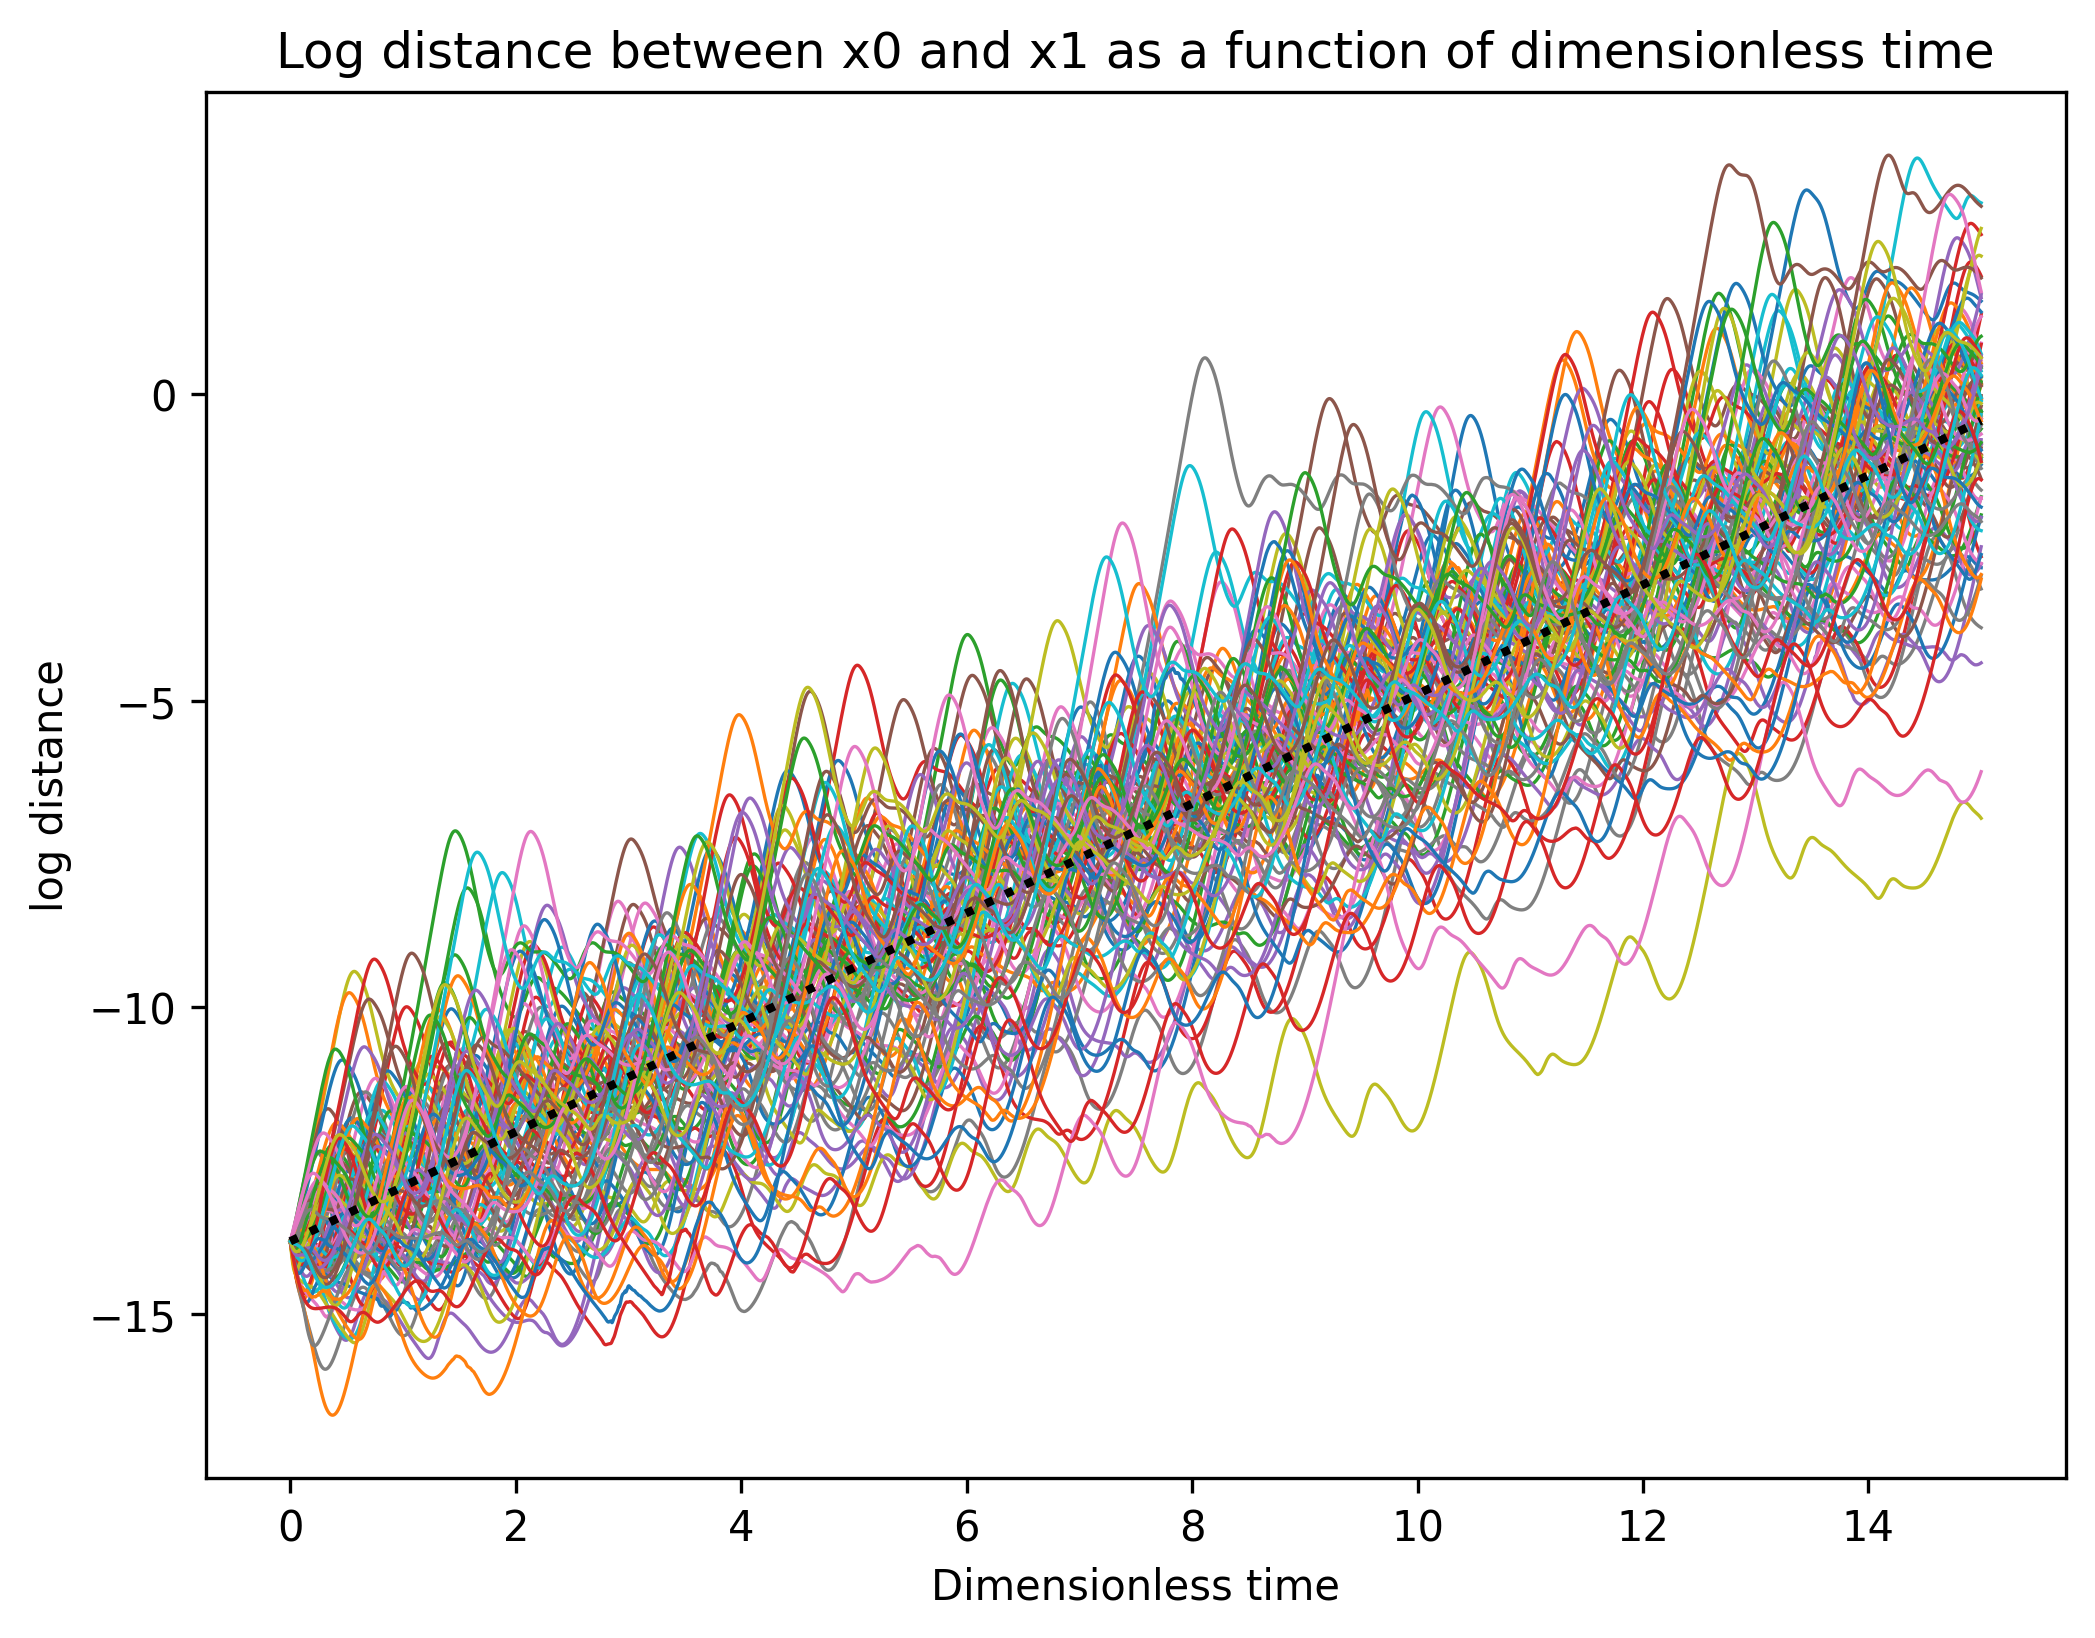 Log distance between x0 and x1 as a function of dimensionless time
log distance
0
−5
−10
−15
0 2 4 6 8 10 12 14
Dimensionless time